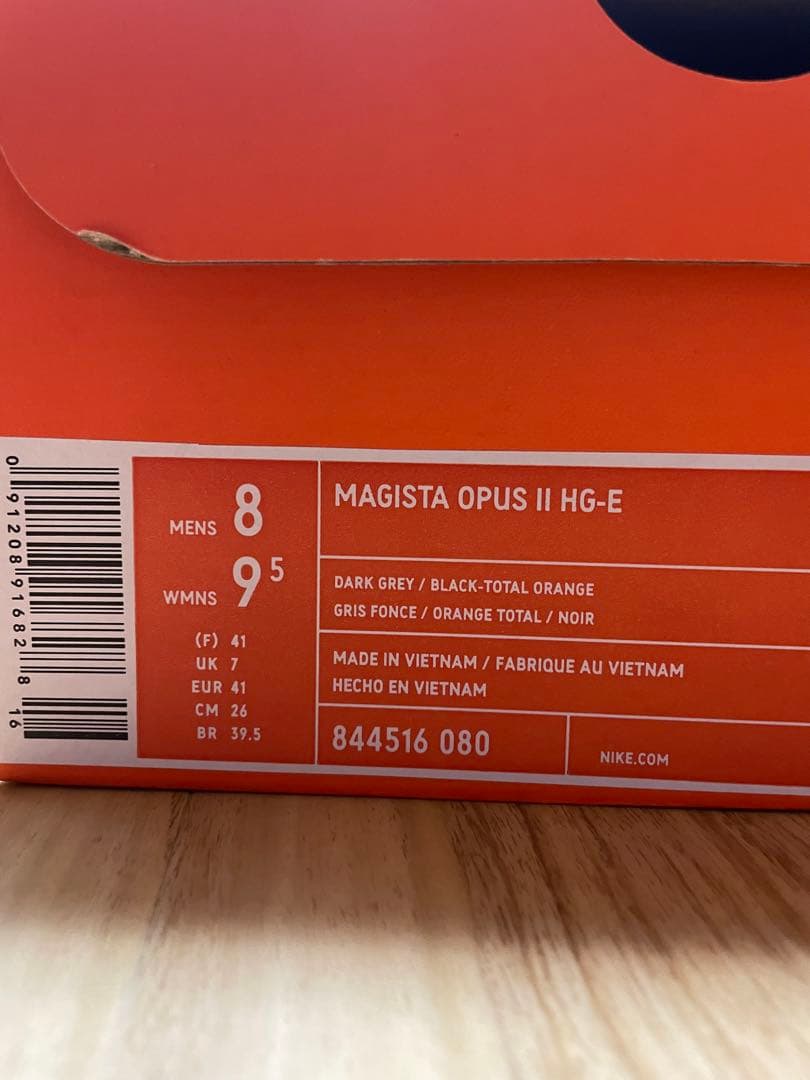 0 91208 91682 8 16
MENS 8
WMNS 9 5
(F) 41
UK 7
EUR 41
CM 26
BR 39.5
MAGISTA OPUS II HG-E
DARK GREY / BLACK-TOTAL ORANGE
GRIS FONCE / ORANGE TOTAL / NOIR
MADE IN VIETNAM / FABRIQUE AU VIETNAM
HECHO EN VIETNAM
844516 080
NIKE.COM